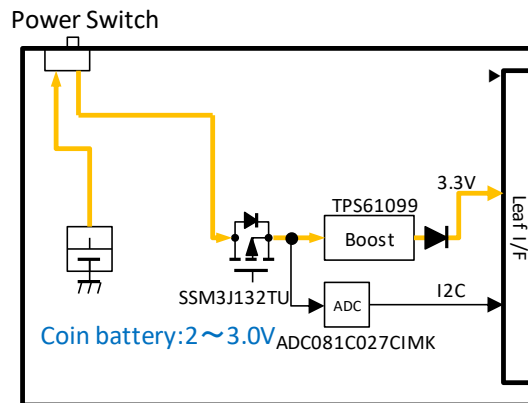 Power Switch
3.3V
TPS61099
Boost
Leaf I/F
SSM3J132TU
ADC
I2C
Coin battery:2～3.0V
ADC081C027CIMK